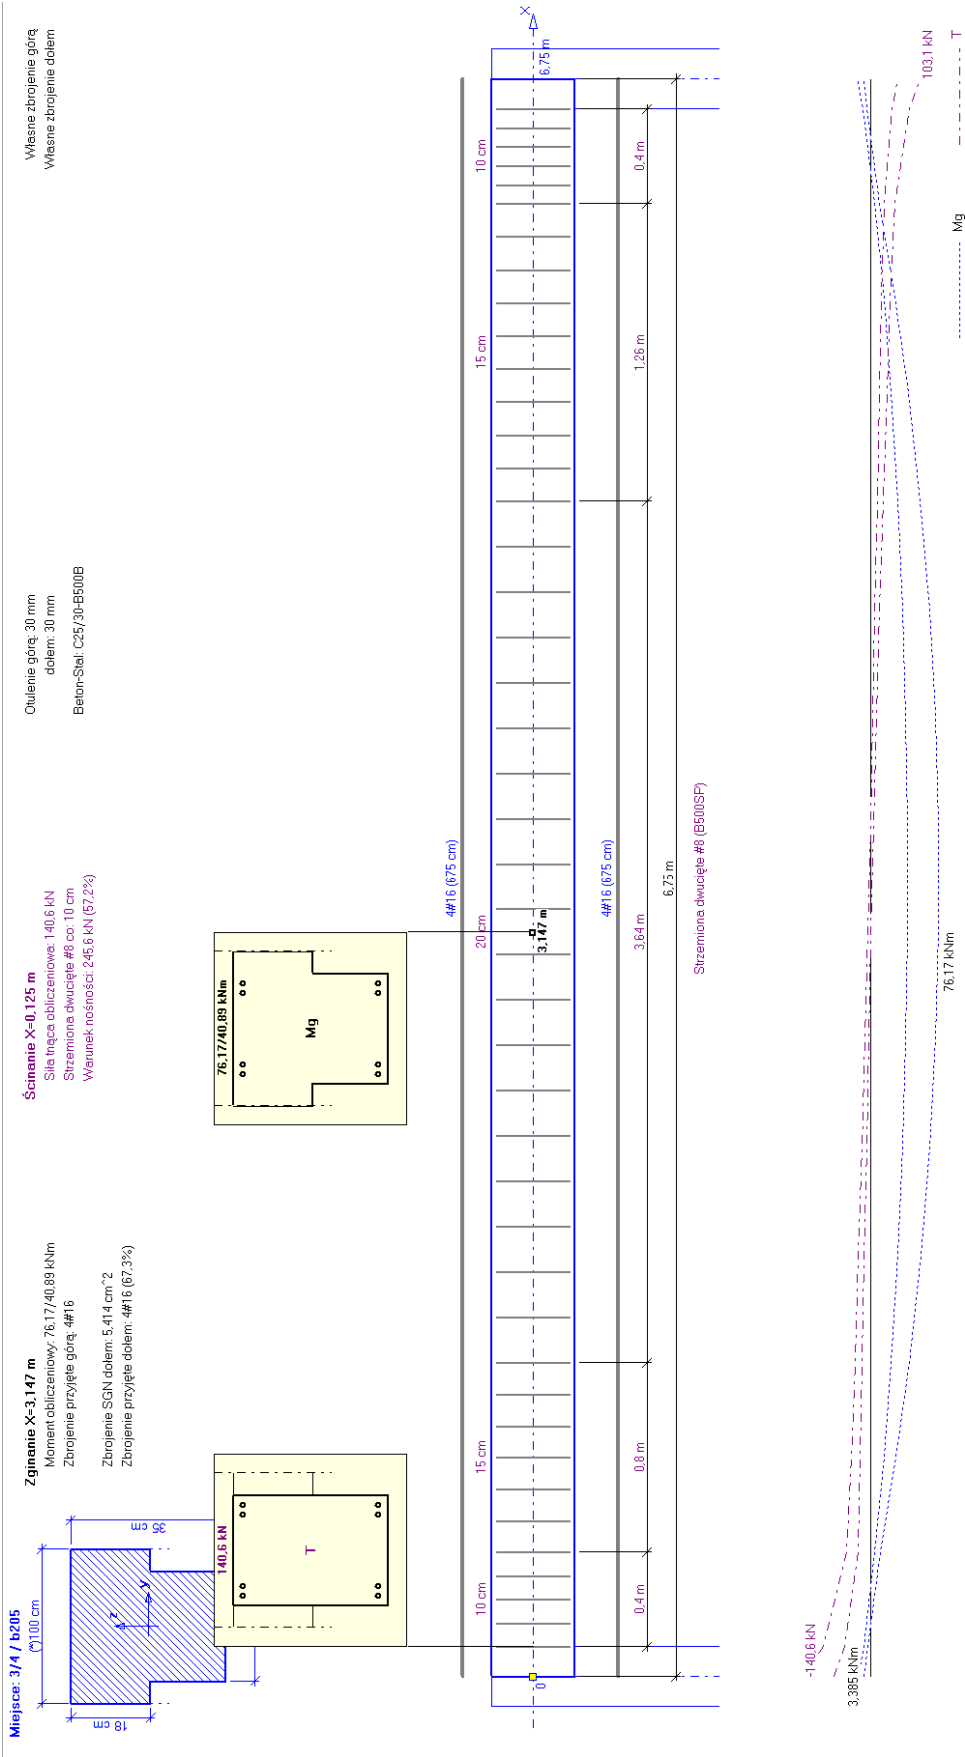 Miejsce: 3/4 / b205
(*)100 cm
18 cm
35 cm
z
y
Zginanie X=3,147 m
Moment obliczeniowy: 76,17/40,89 kNm
Zbrojenie przyjęte górą: 4#16
Zbrojenie SGN dołem: 5,414 cm^2
Zbrojenie przyjęte dołem: 4#16 (67,3%)
Ścinanie X=0,125 m
Siła tnąca obliczeniowa: 140,6 kN
Strzemiona dwucięte #8 co: 10 cm
Warunek nośności: 245,6 kN (57,2%)
Otulenie górą: 30 mm
dołem: 30 mm
Beton-Stal: C25/30-B500B
Własne zbrojenie górą
Własne zbrojenie dołem
140,6 kN
T
76,17/40,89 kNm
Mg
4#16 (675 cm)
10 cm
15 cm
20 cm
15 cm
10 cm
0
3,147 m
6,75 m
X
4#16 (675 cm)
0,4 m
0,8 m
3,64 m
1,26 m
0,4 m
6,75 m
Strzemiona dwucięte #8 (B500SP)
-140,6 kN
3,385 kNm
76,17 kNm
103,1 kN
Mg
T